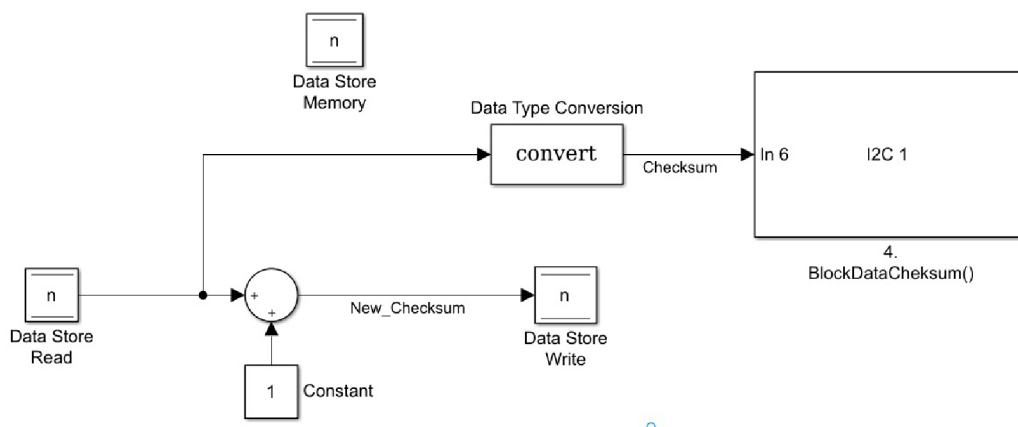 n
Data Store
Memory
Data Type Conversion
convert
Checksum
In 6
I2C 1
4.
BlockDataCheksum()
n
Data Store
Read
+
+
New_Checksum
n
Data Store
Write
1
Constant